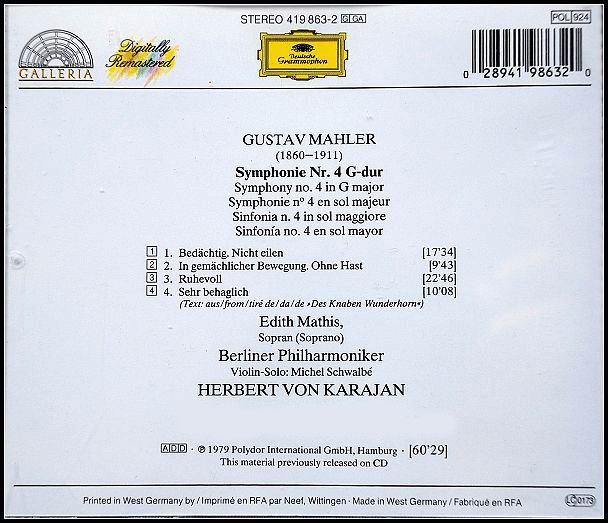 STEREO 419 863-2 G GA
POL 924
GALLERIA
Digitally
Remastered
Deutsche
Grammophon
0 28941 98632 0
GUSTAV MAHLER
(1860–1911)
Symphonie Nr. 4 G-dur
Symphony no. 4 in G major
Symphonie nº 4 en sol majeur
Sinfonia n. 4 in sol maggiore
Sinfonía no. 4 en sol mayor
1 1. Bedächtig. Nicht eilen [17'34]
2 2. In gemächlicher Bewegung. Ohne Hast [9'43]
3 3. Ruhevoll [22'46]
4 4. Sehr behaglich [10'08]
(Text: aus/from/tiré de/da/de »Des Knaben Wunderhorn«)
Edith Mathis,
Sopran (Soprano)
Berliner Philharmoniker
Violin-Solo: Michel Schwalbé
HERBERT VON KARAJAN
ADD · ℗ 1979 Polydor International GmbH, Hamburg · [60'29]
This material previously released on CD
Printed in West Germany by / Imprimé en RFA par Neef, Wittingen · Made in West Germany / Fabriqué en RFA
LC 0173